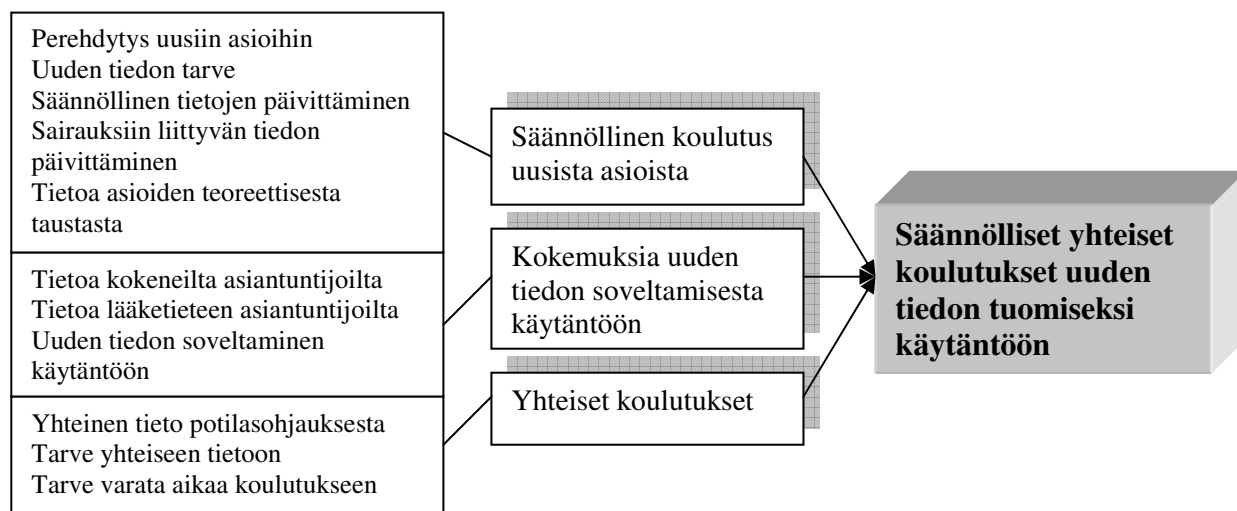 Perehdytys uusiin asioihin
Uuden tiedon tarve
Säännöllinen tietojen päivittäminen
Sairauksiin liittyvän tiedon
päivittäminen
Tietoa asioiden teoreettisesta
taustasta
Tietoa kokeneilta asiantuntijoilta
Tietoa lääketieteen asiantuntijoilta
Uuden tiedon soveltaminen
käytäntöön
Yhteinen tieto potilasohjauksesta
Tarve yhteiseen tietoon
Tarve varata aikaa koulutukseen
Säännöllinen koulutus
uusista asioista
Kokemuksia uuden
tiedon soveltamisesta
käytäntöön
Yhteiset koulutukset
Säännölliset yhteiset
koulutukset uuden
tiedon tuomiseksi
käytäntöön